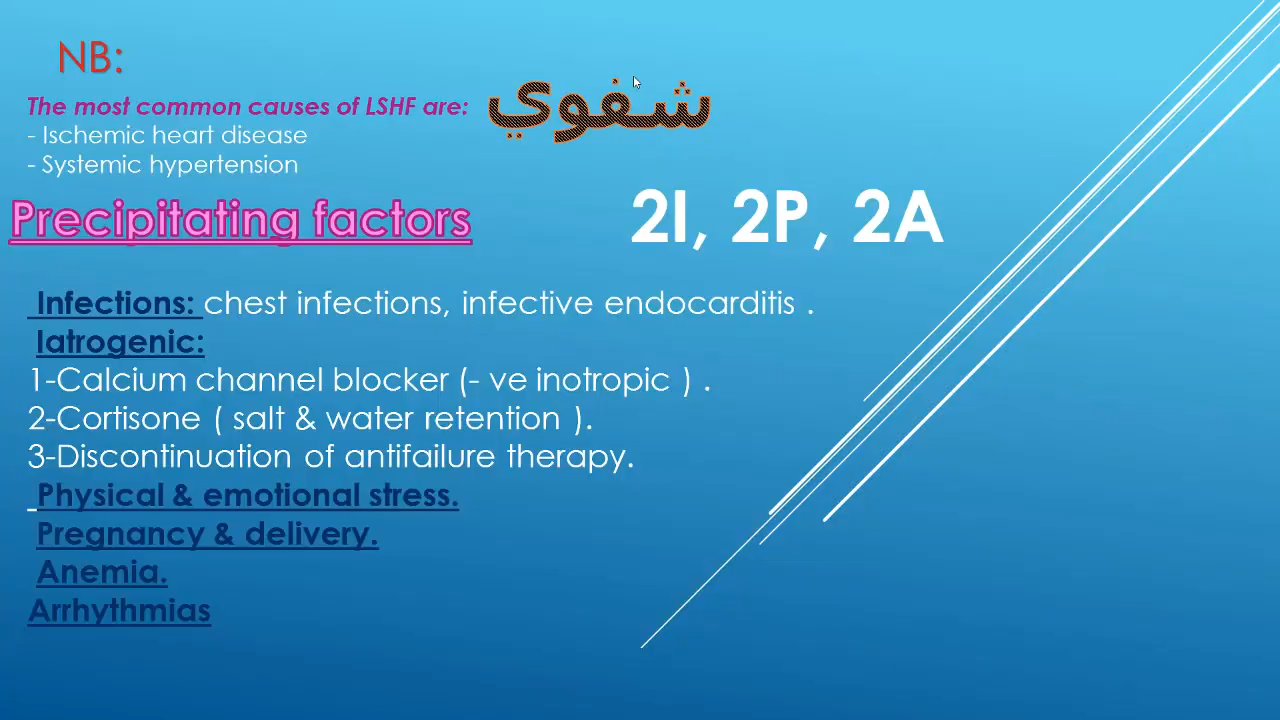 NB:
The most common causes of LSHF are:
شفوي
- Ischemic heart disease
- Systemic hypertension
Precipitating factors
2I, 2P, 2A
Infections: chest infections, infective endocarditis .
Iatrogenic:
1-Calcium channel blocker (- ve inotropic ) .
2-Cortisone ( salt & water retention ).
3-Discontinuation of antifailure therapy.
Physical & emotional stress.
Pregnancy & delivery.
Anemia.
Arrhythmias